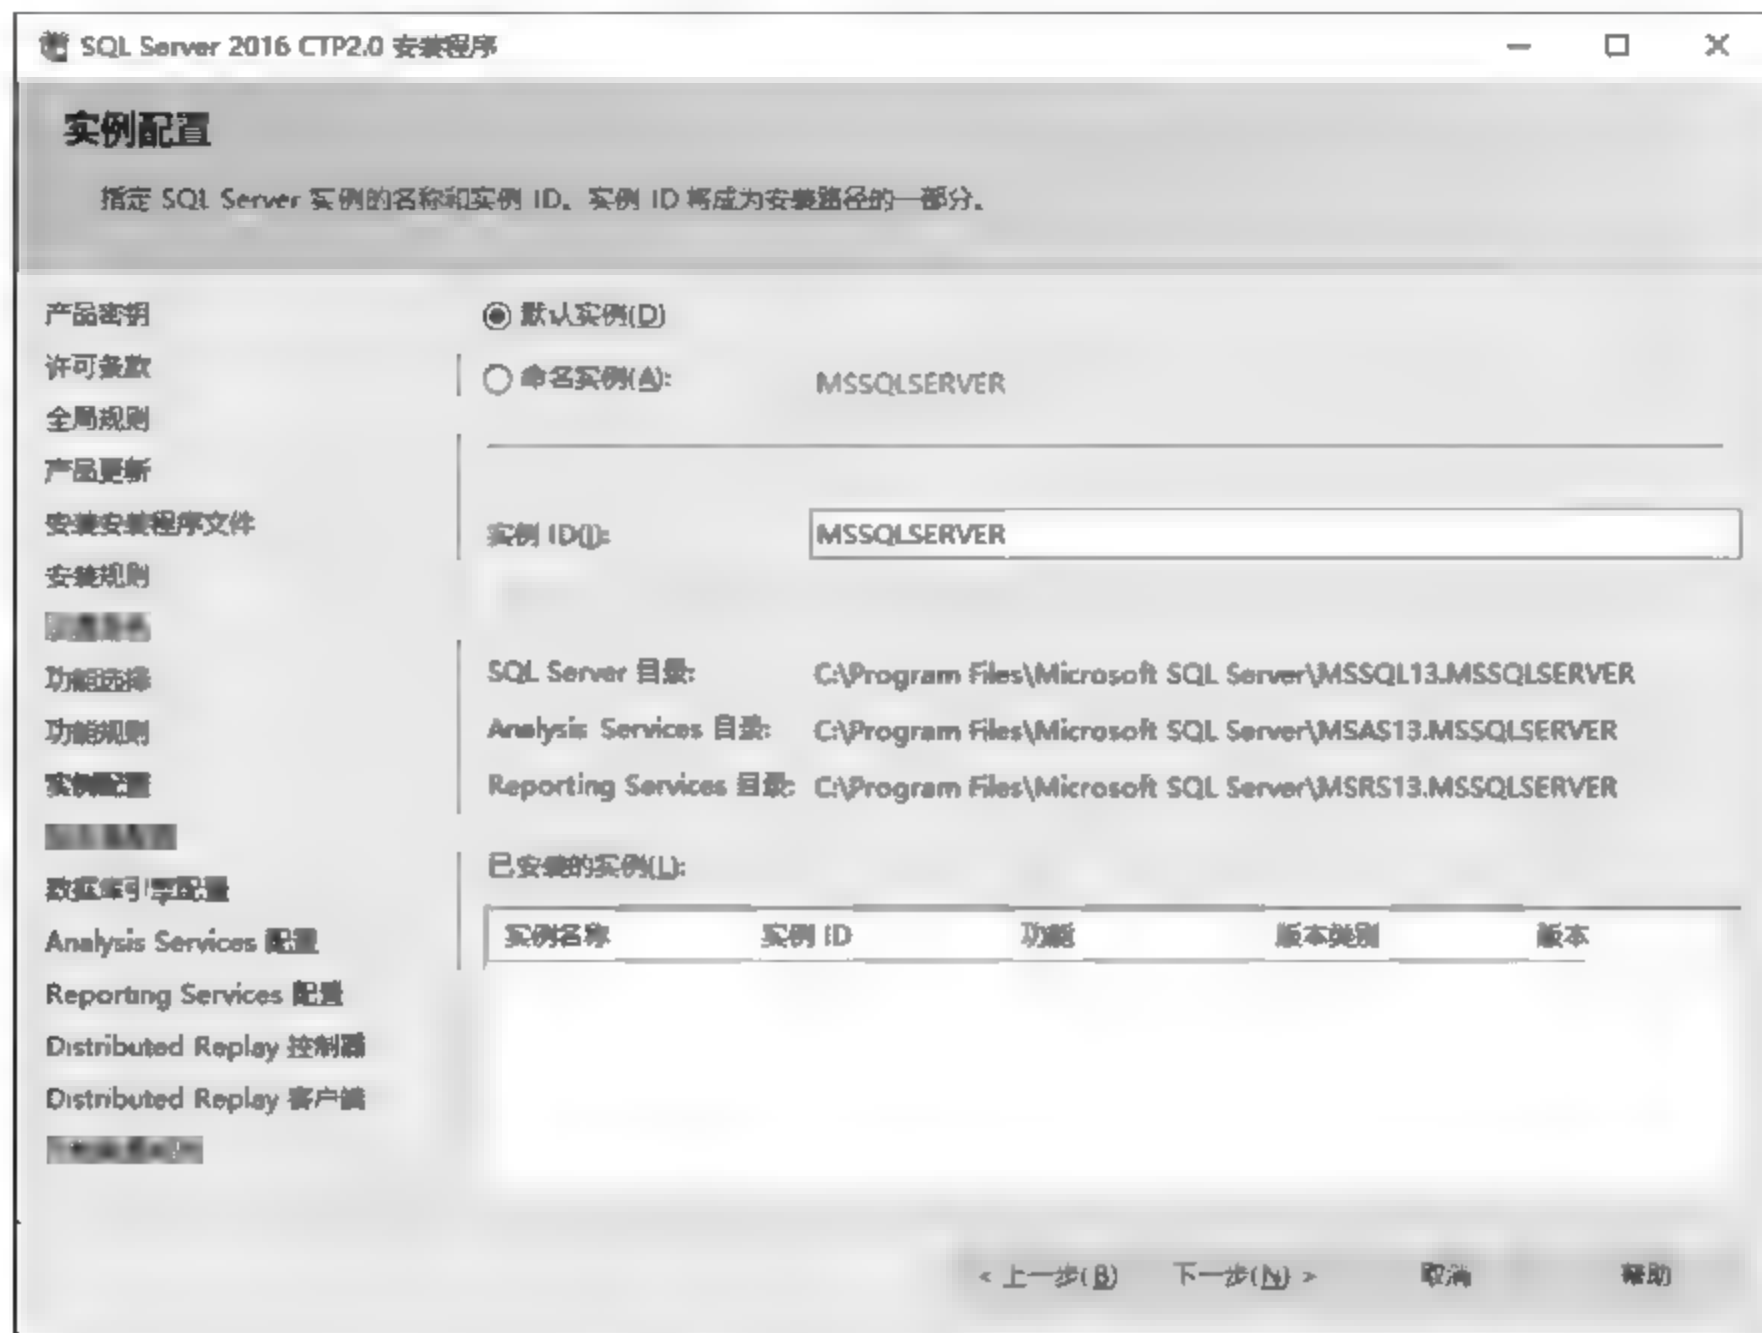 SQL Server 2016 CTP2.0 安装程序
实例配置
指定 SQL Server 实例的名称和实例 ID。实例 ID 将成为安装路径的一部分。
产品密钥
许可条款
全局规则
产品更新
安装安装程序文件
安装规则
功能选择
功能规则
实例配置
数据库引擎配置
Analysis Services 配置
Reporting Services 配置
Distributed Replay 控制器
Distributed Replay 客户端
默认实例(D)
命名实例(A): MSSQLSERVER
实例 ID(I): MSSQLSERVER
SQL Server 目录: C:\Program Files\Microsoft SQL Server\MSSQL13.MSSQLSERVER
Analysis Services 目录: C:\Program Files\Microsoft SQL Server\MSAS13.MSSQLSERVER
Reporting Services 目录: C:\Program Files\Microsoft SQL Server\MSRS13.MSSQLSERVER
已安装的实例(L):
实例名称 实例 ID 功能 版本类别 版本
< 上一步(B) 下一步(N) > 取消 帮助